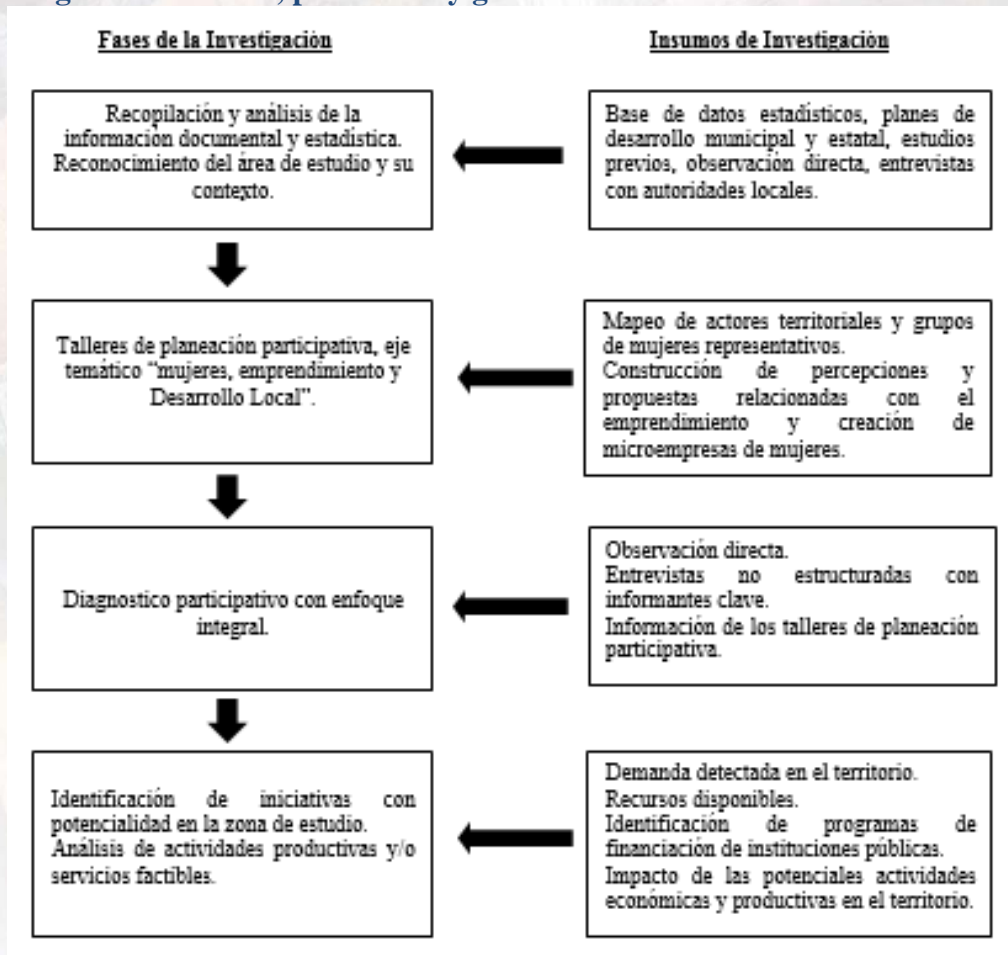 Fases de la Investigación
Insumos de Investigación
Recopilación y análisis de la
información documental y estadística.
Reconocimiento del área de estudio y su
contexto.
Base de datos estadísticos, planes de
desarrollo municipal y estatal, estudios
previos, observación directa, entrevistas
con autoridades locales.
Talleres de planeación participativa, eje
temático “mujeres, emprendimiento y
Desarrollo Local”.
Mapeo de actores territoriales y grupos
de mujeres representativos.
Construcción de percepciones y
propuestas relacionadas con el
emprendimiento y creación de
microempresas de mujeres.
Diagnostico participativo con enfoque
integral.
Observación directa.
Entrevistas no estructuradas con
informantes clave.
Información de los talleres de planeación
participativa.
Identificación de iniciativas con
potencialidad en la zona de estudio.
Análisis de actividades productivas y/o
servicios factibles.
Demanda detectada en el territorio.
Recursos disponibles.
Identificación de programas de
financiación de instituciones públicas.
Impacto de las potenciales actividades
económicas y productivas en el territorio.